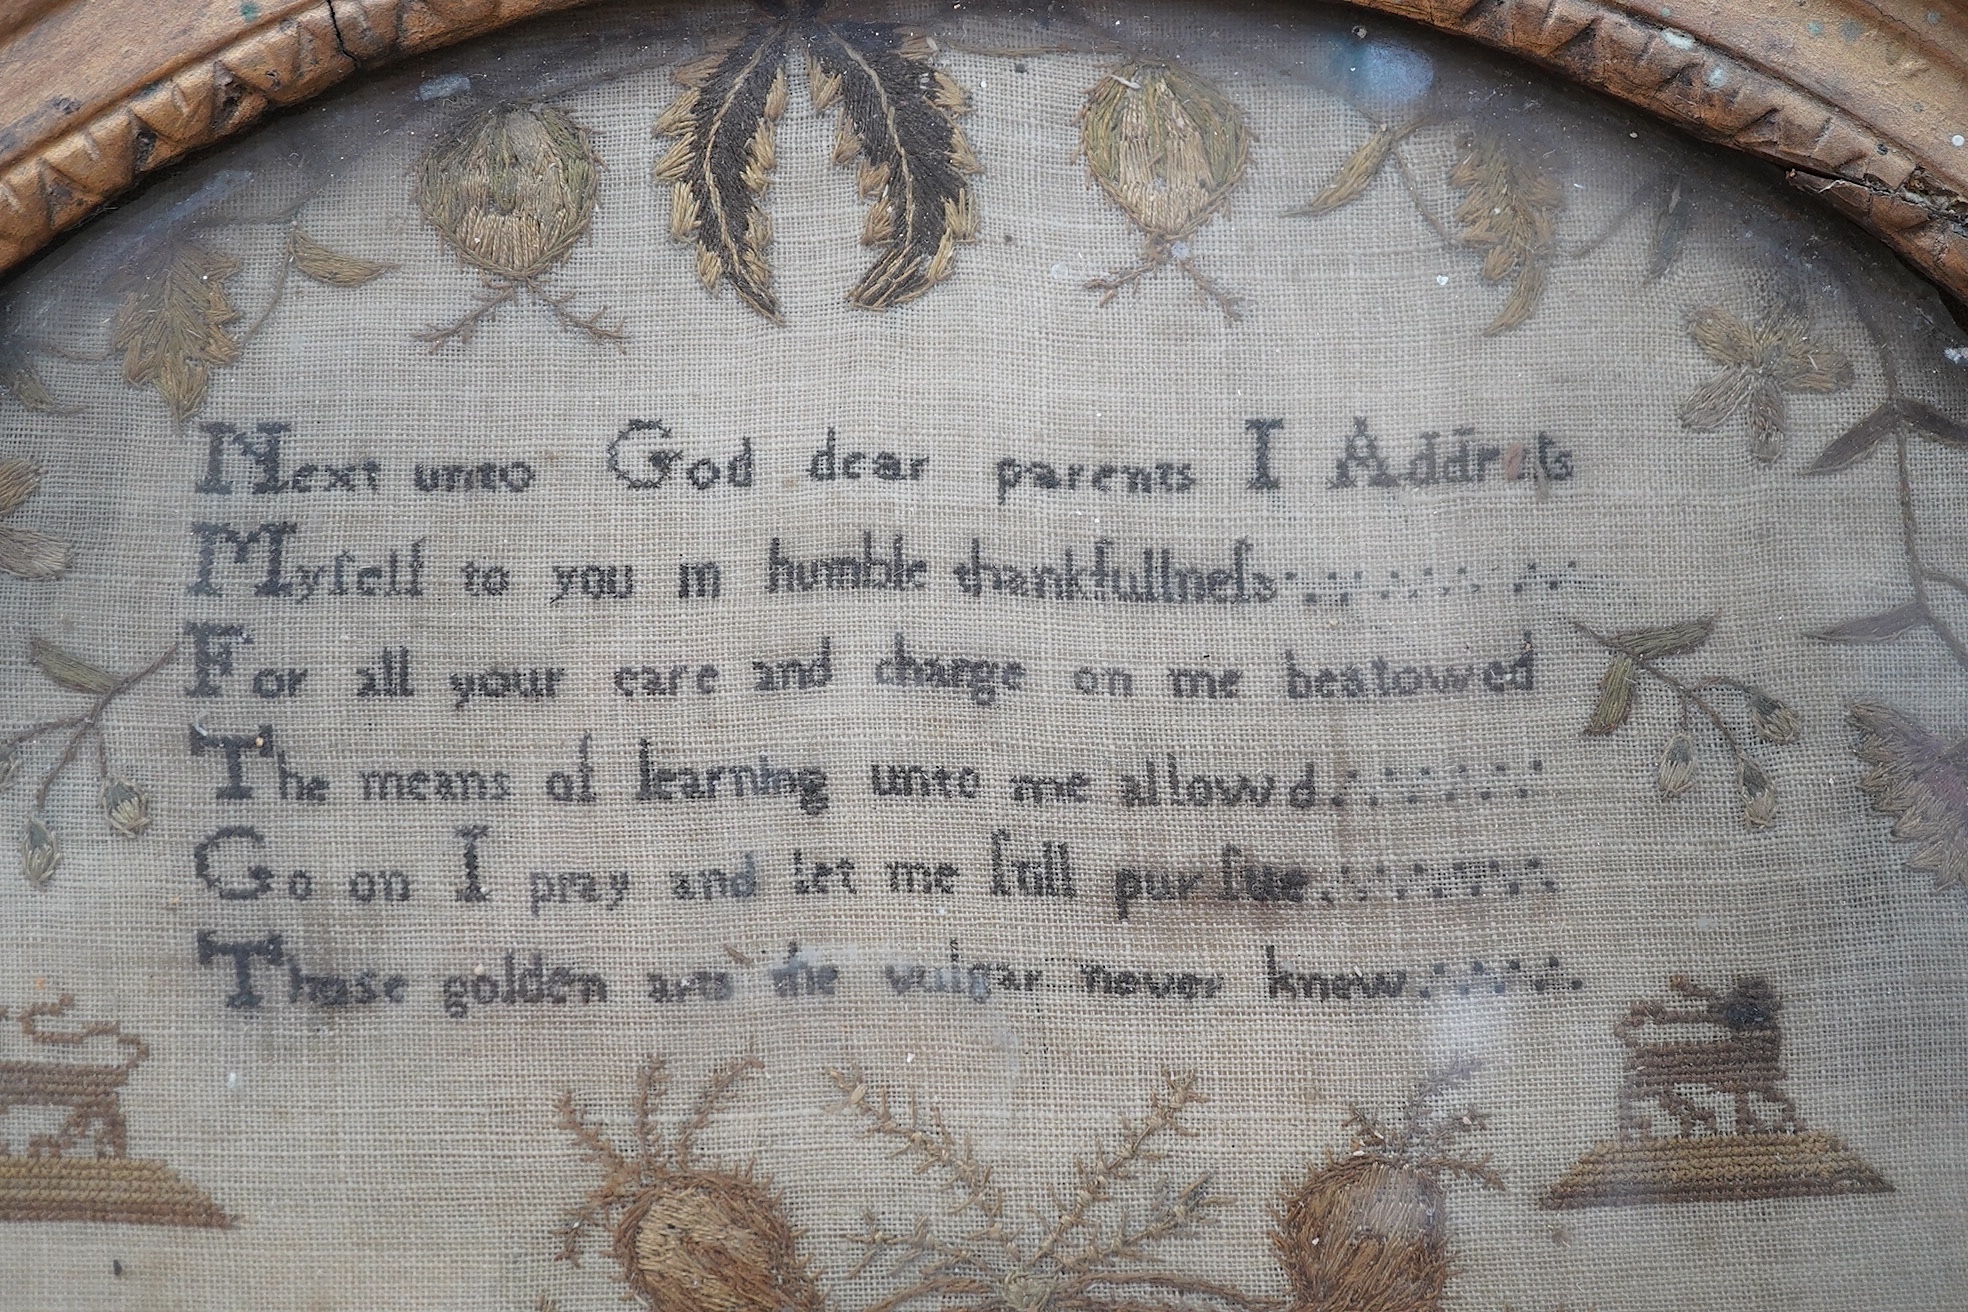 Next unto God dear parents I Addreſs
Myſelf to you in humble thankfullneſs
For all your care and charge on me bestowed
The means of learning unto me allowd
Go on I pray and let me ſtill purſue
Those golden arts the vulgar never knew